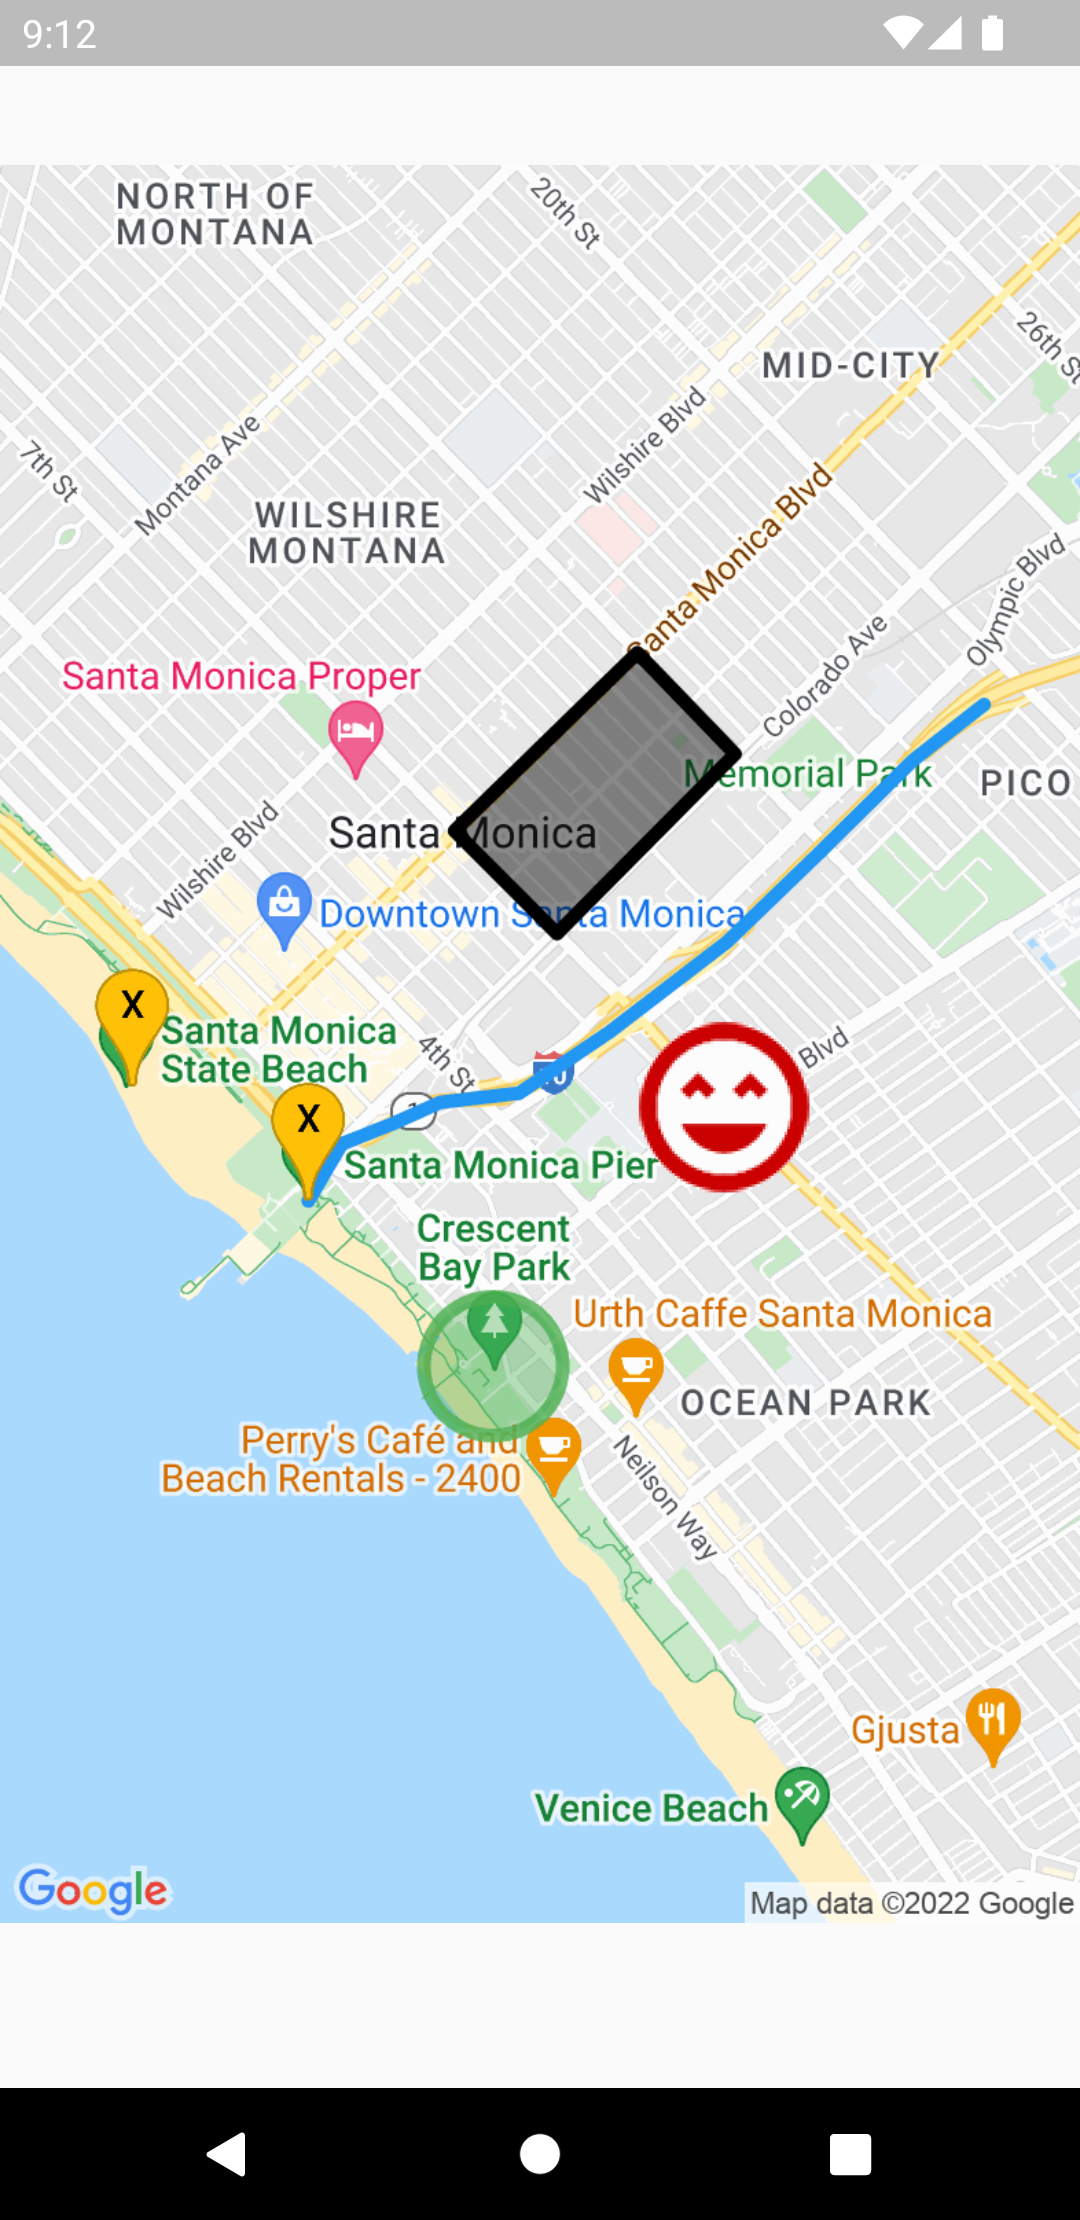 9:12
NORTH OF
MONTANA
20th St
26th St
MID-CITY
Wilshire Blvd
Montana Ave
7th St
WILSHIRE
MONTANA
Santa Monica Blvd
Olympic Blvd
Colorado Ave
Santa Monica Proper
Memorial Park
PICO
Wilshire Blvd
Santa Monica
Downtown Santa Monica
X
Santa Monica
State Beach
4th St
Blvd
X
1
Santa Monica Pier
Crescent
Bay Park
Urth Caffe Santa Monica
OCEAN PARK
Perry's Café and
Beach Rentals - 2400
Neilson Way
Gjusta
Venice Beach
Google
Map data ©2022 Google